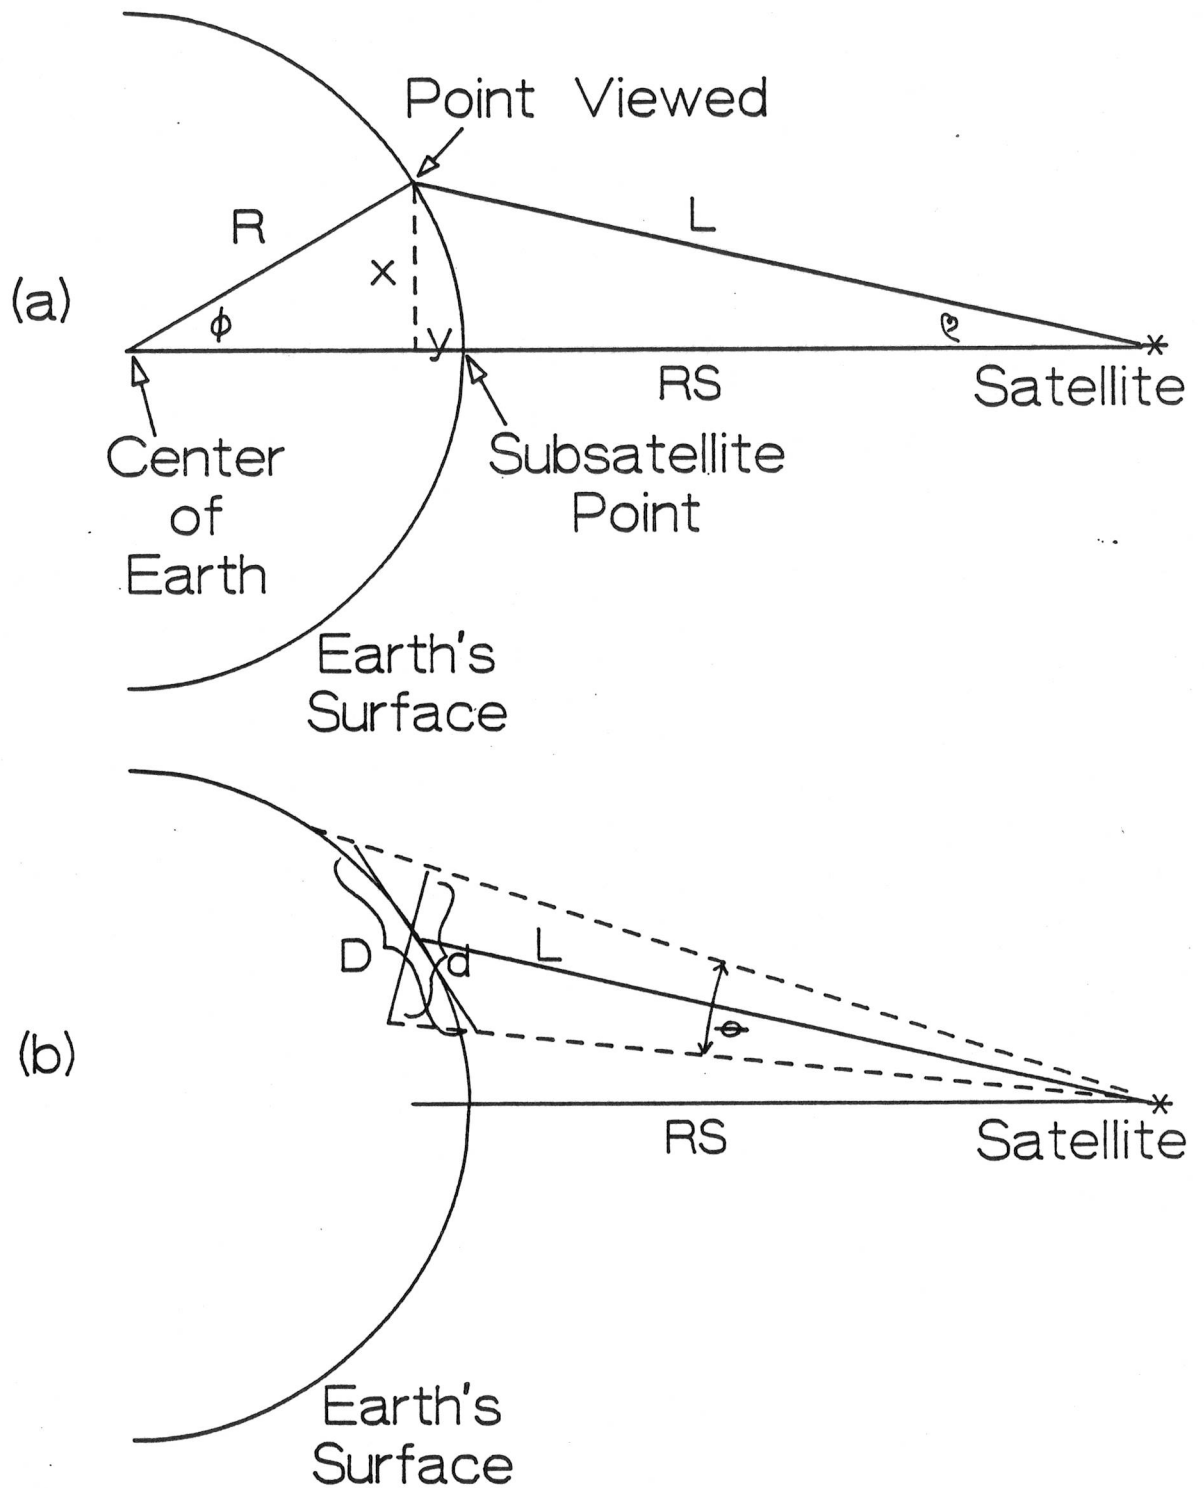 Point Viewed
R
L
(a)
x
ϕ
y
RS
Satellite
Center
of
Earth
Subsatellite
Point
Earth's
Surface
D
d
L
(b)
θ
RS
Satellite
Earth's
Surface